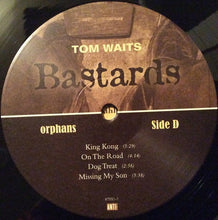 TOM WAITS
Bastards
ANTI
orphans Side D
King Kong (5:29)
On The Road (4:14)
Dog Treat (2:56)
Missing My Son (3:38)
ANTI